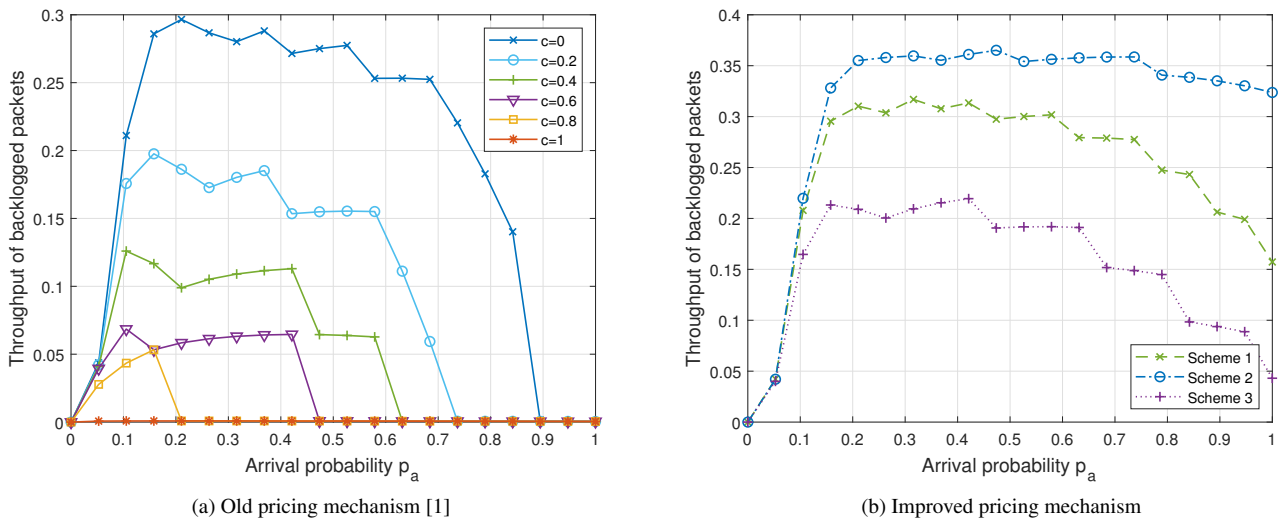 Throughput of backlogged packets
0.3
0.25
0.2
0.15
0.1
0.05
0
c=0
c=0.2
c=0.4
c=0.6
c=0.8
c=1
0 0.1 0.2 0.3 0.4 0.5 0.6 0.7 0.8 0.9 1
Arrival probability p_a
(a) Old pricing mechanism [1]
Throughput of backlogged packets
0.4
0.35
0.3
0.25
0.2
0.15
0.1
0.05
0
Scheme 1
Scheme 2
Scheme 3
0 0.1 0.2 0.3 0.4 0.5 0.6 0.7 0.8 0.9 1
Arrival probability p_a
(b) Improved pricing mechanism